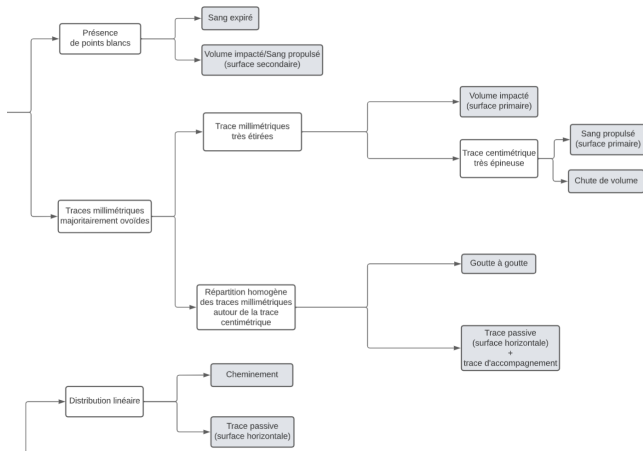 Présence
de points blancs
Sang expiré
Volume impacté/Sang propulsé
(surface secondaire)
Traces millimétriques
majoritairement ovoïdes
Trace millimétriques
très étirées
Volume impacté
(surface primaire)
Trace centimétrique
très épineuse
Sang propulsé
(surface primaire)
Chute de volume
Répartition homogène
des traces millimétriques
autour de la trace
centimétrique
Goutte à goutte
Trace passive
(surface horizontale)
+
trace d'accompagnement
Distribution linéaire
Cheminement
Trace passive
(surface horizontale)